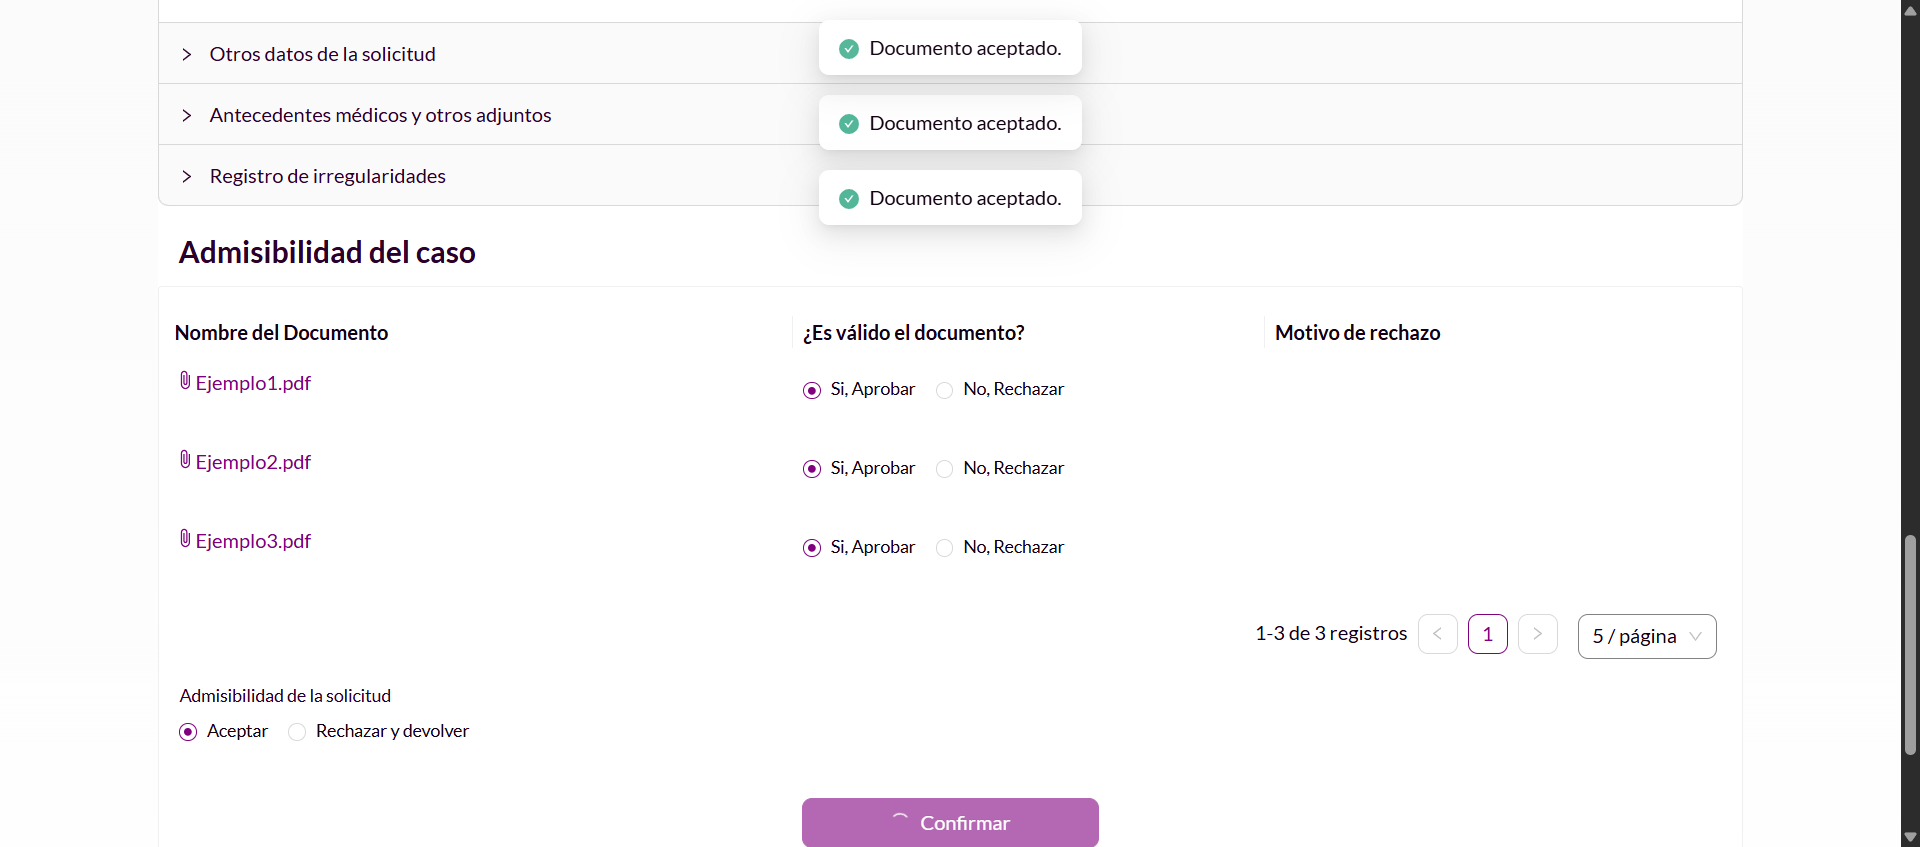 Otros datos de la solicitud
Documento aceptado.
Antecedentes médicos y otros adjuntos
Documento aceptado.
Registro de irregularidades
Documento aceptado.
Admisibilidad del caso
Nombre del Documento ¿Es válido el documento? Motivo de rechazo
Ejemplo1.pdf Si, Aprobar No, Rechazar
Ejemplo2.pdf Si, Aprobar No, Rechazar
Ejemplo3.pdf Si, Aprobar No, Rechazar
1-3 de 3 registros < 1 > 5 / página
Admisibilidad de la solicitud
Aceptar Rechazar y devolver
Confirmar